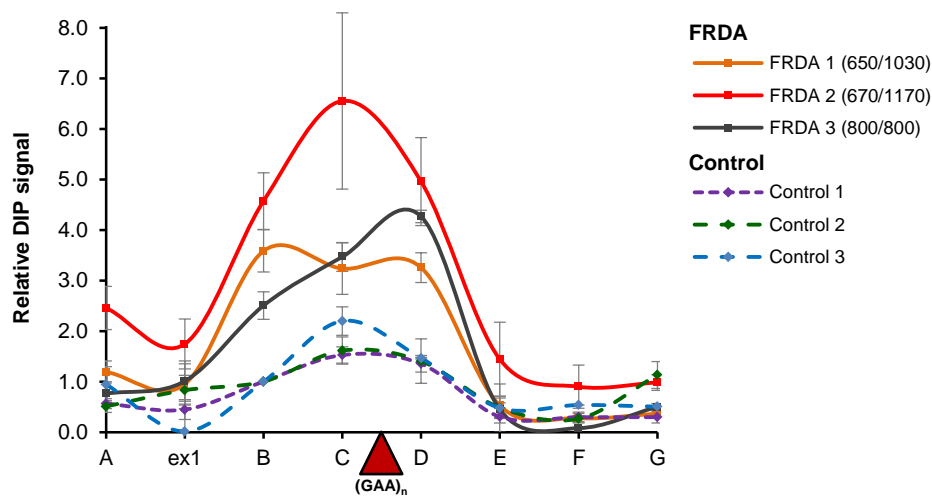 Relative DIP signal
8.0
7.0
6.0
5.0
4.0
3.0
2.0
1.0
0.0
A ex1 B C D E F G
(GAA)n
FRDA
FRDA 1 (650/1030)
FRDA 2 (670/1170)
FRDA 3 (800/800)
Control
Control 1
Control 2
Control 3